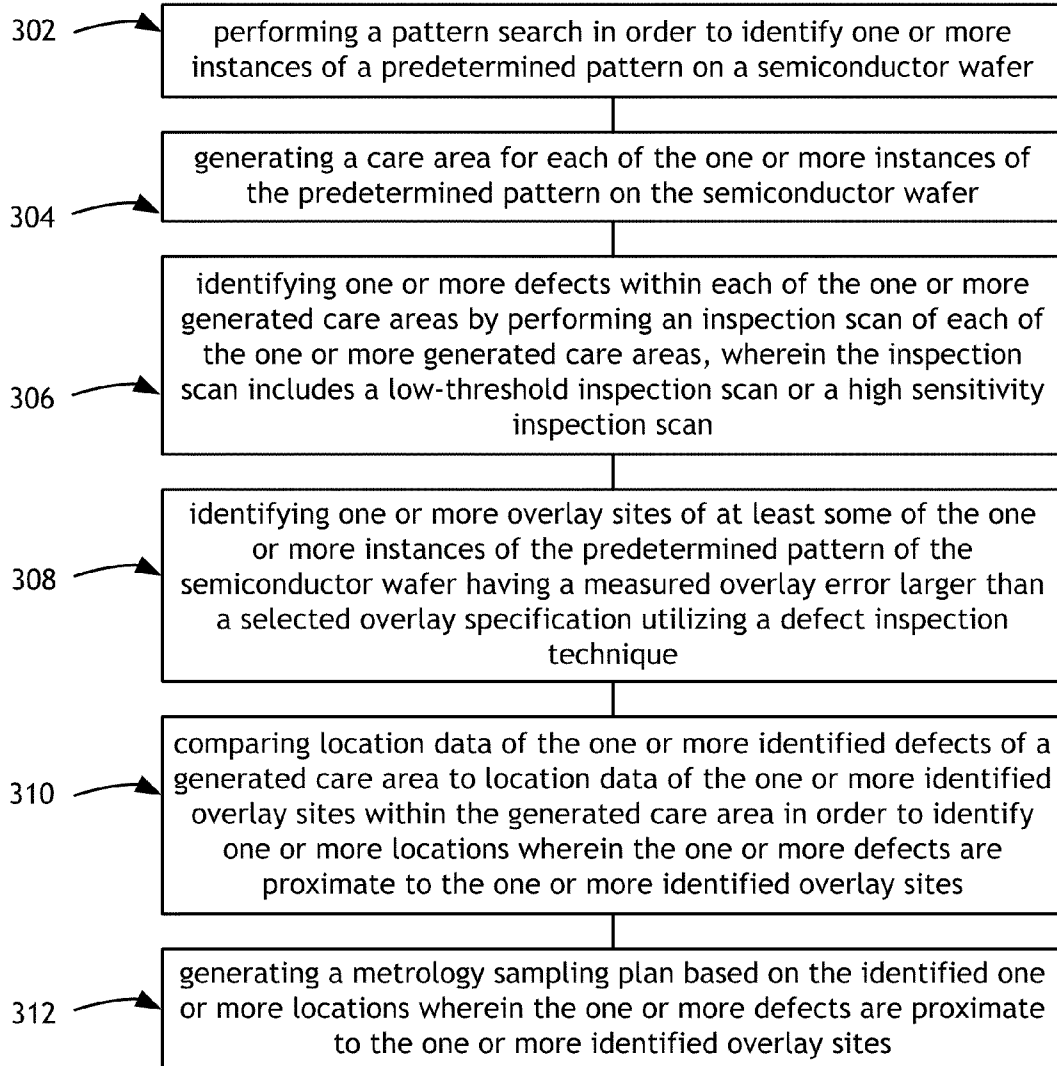 302
performing a pattern search in order to identify one or more
instances of a predetermined pattern on a semiconductor wafer
304
generating a care area for each of the one or more instances of
the predetermined pattern on the semiconductor wafer
306
identifying one or more defects within each of the one or more
generated care areas by performing an inspection scan of each of
the one or more generated care areas, wherein the inspection
scan includes a low-threshold inspection scan or a high sensitivity
inspection scan
308
identifying one or more overlay sites of at least some of the one
or more instances of the predetermined pattern of the
semiconductor wafer having a measured overlay error larger than
a selected overlay specification utilizing a defect inspection
technique
310
comparing location data of the one or more identified defects of a
generated care area to location data of the one or more identified
overlay sites within the generated care area in order to identify
one or more locations wherein the one or more defects are
proximate to the one or more identified overlay sites
312
generating a metrology sampling plan based on the identified one
or more locations wherein the one or more defects are proximate
to the one or more identified overlay sites